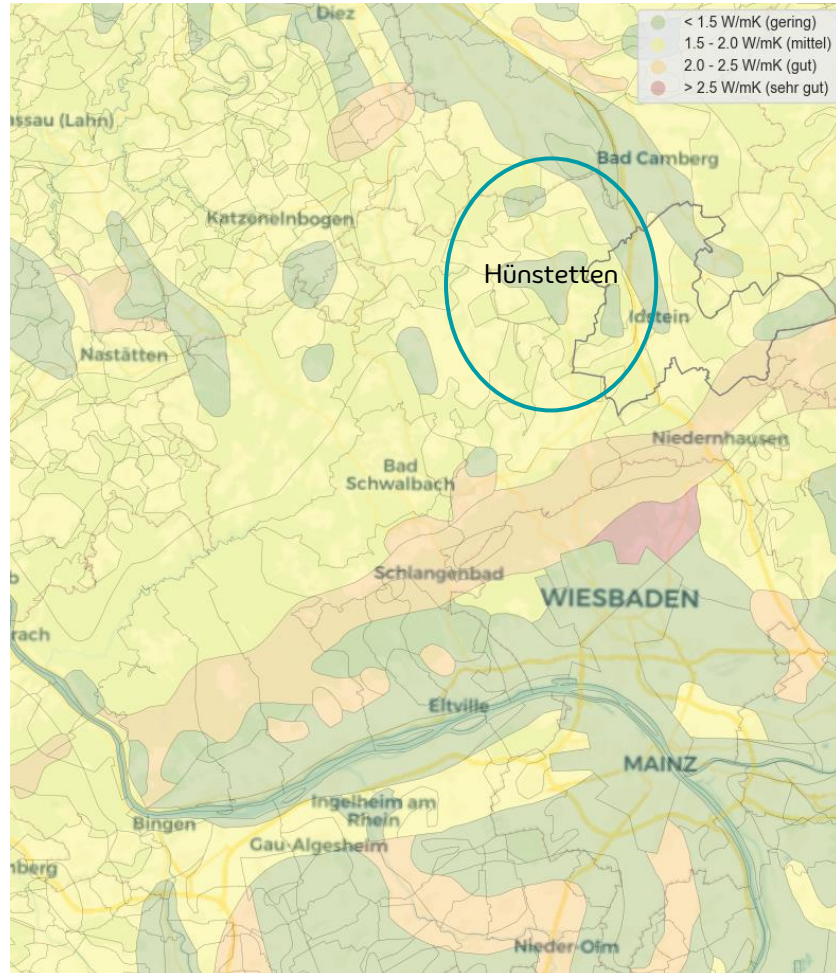 Diez
< 1.5 W/mK (gering)
1.5 - 2.0 W/mK (mittel)
2.0 - 2.5 W/mK (gut)
> 2.5 W/mK (sehr gut)
ssau (Lahn)
Bad Camberg
Katzenelnbogen
Hünstetten
Idstein
Nastätten
Niedernhausen
Bad
Schwalbach
Schlangenbad
WIESBADEN
b
rach
Eltville
MAINZ
Bingen
Ingelheim am
Rhein
Gau-Algesheim
nberg
Nieder-Olm